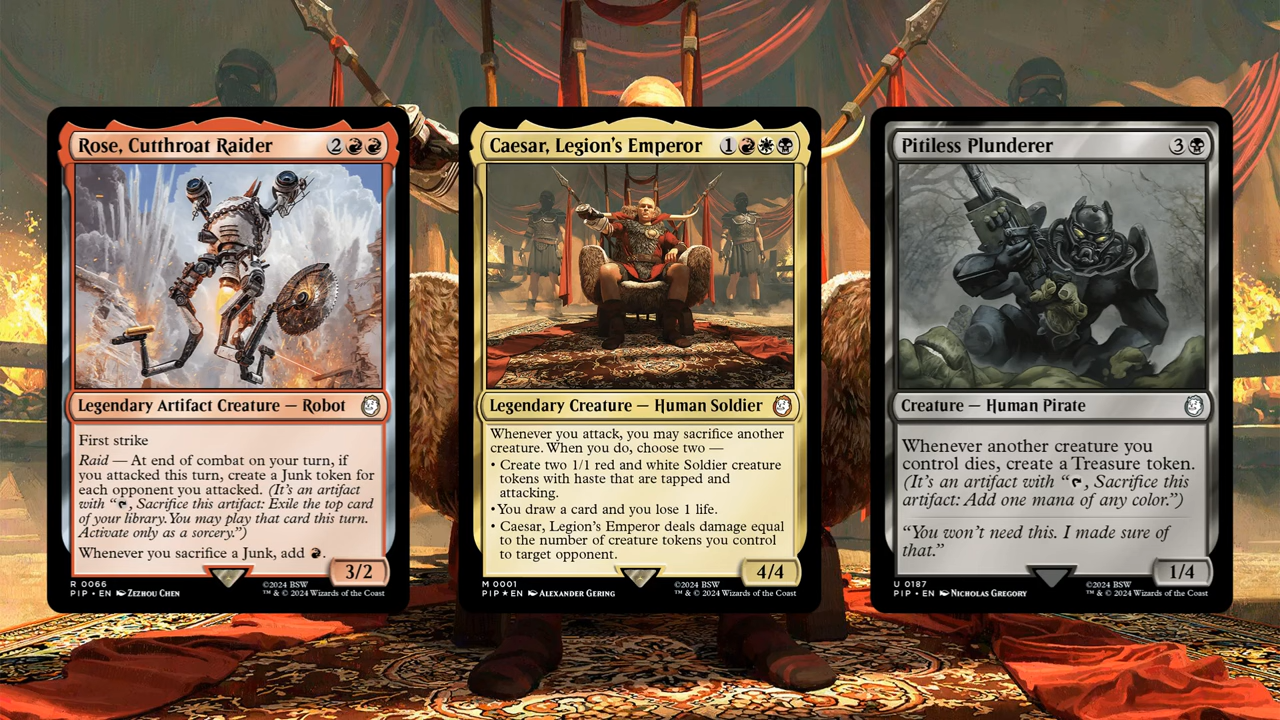 Rose, Cutthroat Raider 2
Legendary Artifact Creature — Robot
First strike
Raid — At end of combat on your turn, if
you attacked this turn, create a Junk token for
each opponent you attacked. (It's an artifact
with “, Sacrifice this artifact: Exile the top card
of your library. You may play that card this turn.
Activate only as a sorcery.”)
Whenever you sacrifice a Junk, add .
3/2
R 0066
PIP • EN ZEZHOU CHEN
©2024 BSW
™ & © 2024 Wizards of the Coast
Caesar, Legion's Emperor 1
Legendary Creature — Human Soldier
Whenever you attack, you may sacrifice another
creature. When you do, choose two —
• Create two 1/1 red and white Soldier creature
tokens with haste that are tapped and
attacking.
• You draw a card and you lose 1 life.
• Caesar, Legion's Emperor deals damage equal
to the number of creature tokens you control
to target opponent.
4/4
M 0001
PIP ★ EN ALEXANDER GERING
©2024 BSW
™ & © 2024 Wizards of the Coast
Pitiless Plunderer 3
Creature — Human Pirate
Whenever another creature you
control dies, create a Treasure token.
(It's an artifact with “, Sacrifice this
artifact: Add one mana of any color.”)
“You won't need this. I made sure of
that.”
1/4
U 0187
PIP • EN NICHOLAS GREGORY
©2024 BSW
™ & © 2024 Wizards of the Coast